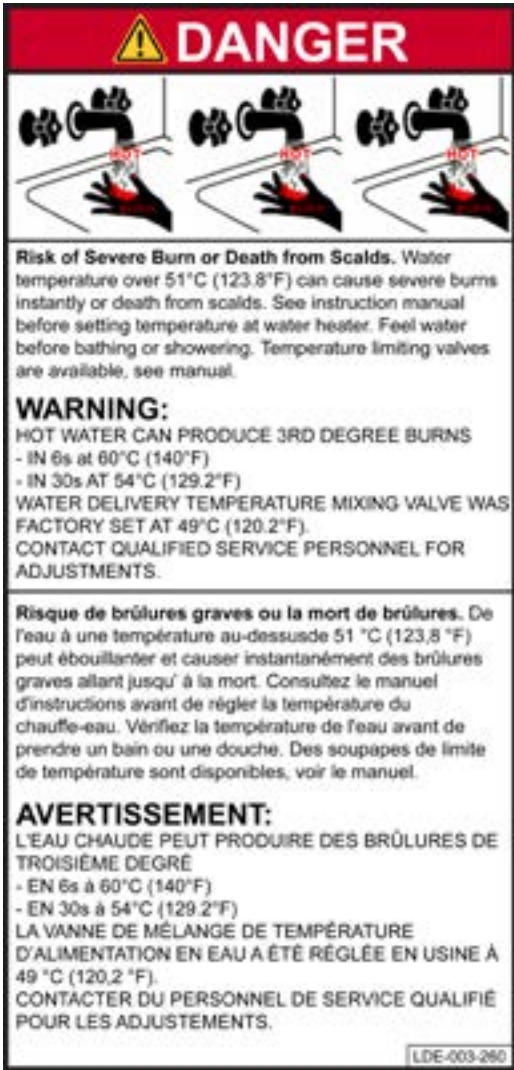 DANGER
HOT HOT HOT
Risk of Severe Burn or Death from Scalds. Water
temperature over 51°C (123.8°F) can cause severe burns
instantly or death from scalds. See instruction manual
before setting temperature at water heater. Feel water
before bathing or showering. Temperature limiting valves
are available, see manual.
WARNING:
HOT WATER CAN PRODUCE 3RD DEGREE BURNS
- IN 6s at 60°C (140°F)
- IN 30s AT 54°C (129.2°F)
WATER DELIVERY TEMPERATURE MIXING VALVE WAS
FACTORY SET AT 49°C (120.2°F).
CONTACT QUALIFIED SERVICE PERSONNEL FOR
ADJUSTMENTS.
Risque de brûlures graves ou la mort de brûlures. De
l'eau à une température au-dessusde 51 °C (123,8 °F)
peut ébouillanter et causer instantanément des brûlures
graves allant jusqu' à la mort. Consultez le manuel
d'instructions avant de régler la température du
chauffe-eau. Vérifiez la température de l'eau avant de
prendre un bain ou une douche. Des soupapes de limite
de température sont disponibles, voir le manuel.
AVERTISSEMENT:
L'EAU CHAUDE PEUT PRODUIRE DES BRÛLURES DE
TROISIÈME DEGRÉ
- EN 6s à 60°C (140°F)
- EN 30s à 54°C (129.2°F)
LA VANNE DE MÉLANGE DE TEMPÉRATURE
D'ALIMENTATION EN EAU A ÉTÉ RÉGLÉE EN USINE À
49 °C (120,2 °F).
CONTACTER DU PERSONNEL DE SERVICE QUALIFIÉ
POUR LES ADJUSTEMENTS.
LDE-003-260